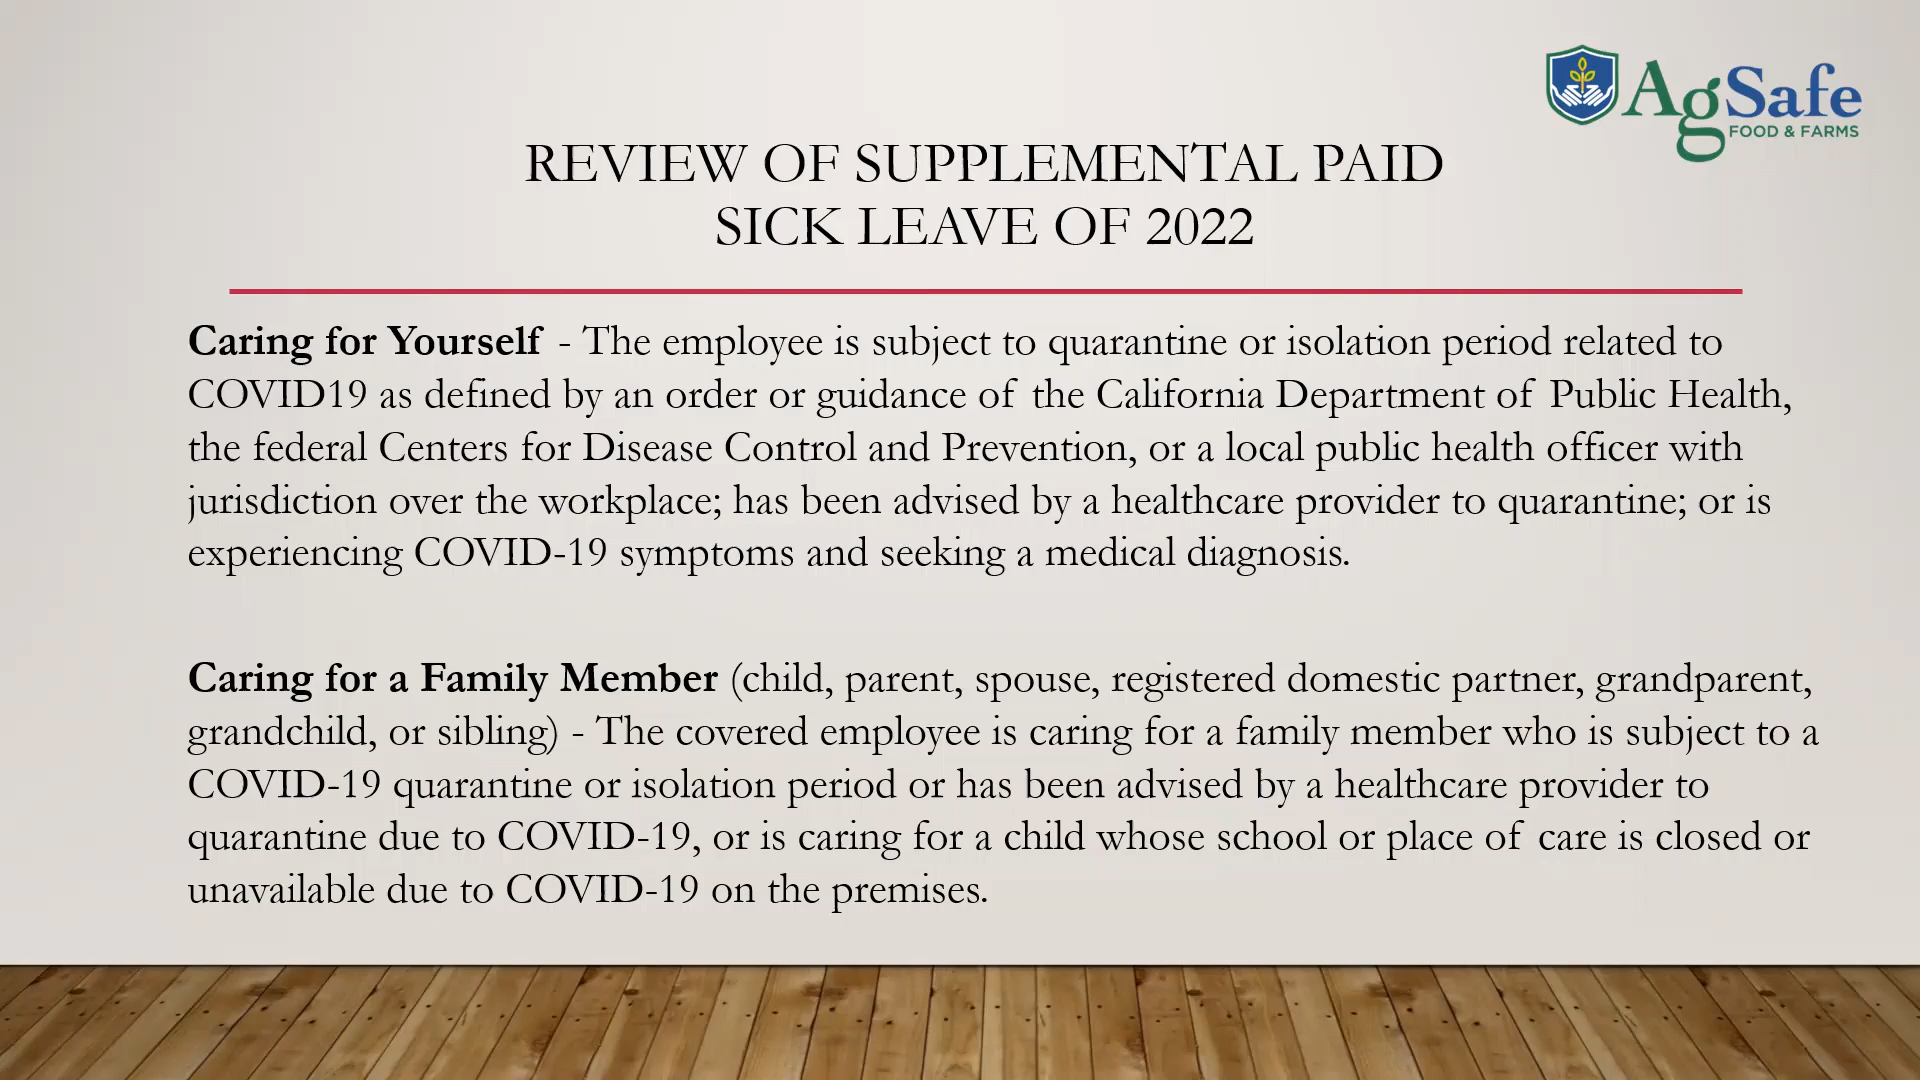 AgSafe
FOOD & FARMS
REVIEW OF SUPPLEMENTAL PAID
SICK LEAVE OF 2022
Caring for Yourself - The employee is subject to quarantine or isolation period related to
COVID19 as defined by an order or guidance of the California Department of Public Health,
the federal Centers for Disease Control and Prevention, or a local public health officer with
jurisdiction over the workplace; has been advised by a healthcare provider to quarantine; or is
experiencing COVID-19 symptoms and seeking a medical diagnosis.
Caring for a Family Member (child, parent, spouse, registered domestic partner, grandparent,
grandchild, or sibling) - The covered employee is caring for a family member who is subject to a
COVID-19 quarantine or isolation period or has been advised by a healthcare provider to
quarantine due to COVID-19, or is caring for a child whose school or place of care is closed or
unavailable due to COVID-19 on the premises.